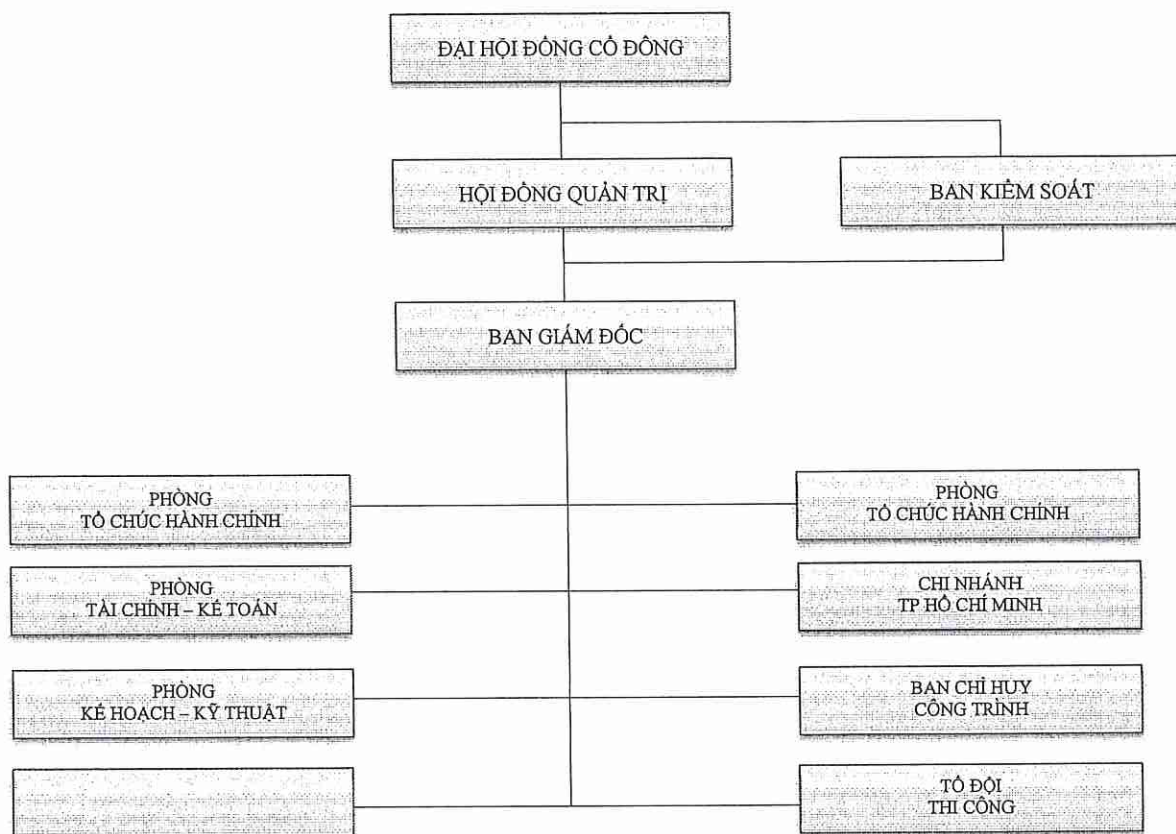 ĐẠI HỘI ĐỒNG CỔ ĐÔNG
HỘI ĐỒNG QUẢN TRỊ
BAN KIỂM SOÁT
BAN GIÁM ĐỐC
PHÒNG
TỔ CHỨC HÀNH CHÍNH
PHÒNG
TỔ CHỨC HÀNH CHÍNH
PHÒNG
TÀI CHÍNH – KẾ TOÁN
CHI NHÁNH
TP HỒ CHÍ MINH
PHÒNG
KẾ HOẠCH – KỸ THUẬT
BAN CHỈ HUY
CÔNG TRÌNH
TỔ ĐỘI
THI CÔNG